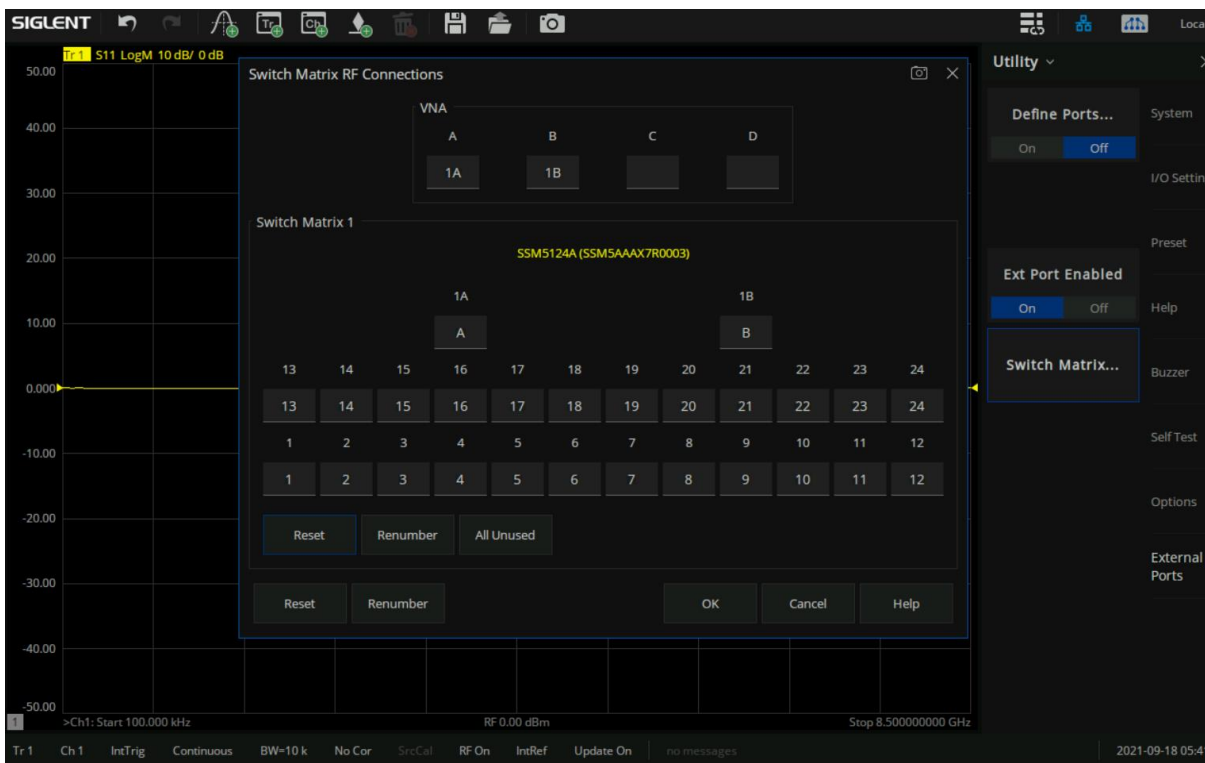 SIGLENT Tr Cb Loca
Tr 1 S11 LogM 10 dB/ 0 dB
50.00
40.00
30.00
20.00
10.00
0.000
-10.00
-20.00
-30.00
-40.00
-50.00
Switch Matrix RF Connections
VNA
A B C D
1A 1B
Switch Matrix 1
SSM5124A (SSM5AAAX7R0003)
1A 1B
A B
13 14 15 16 17 18 19 20 21 22 23 24
13 14 15 16 17 18 19 20 21 22 23 24
1 2 3 4 5 6 7 8 9 10 11 12
1 2 3 4 5 6 7 8 9 10 11 12
Reset Renumber All Unused
Reset Renumber OK Cancel Help
Utility
Define Ports...
On Off
Ext Port Enabled
On Off
Switch Matrix...
System
I/O Settin
Preset
Help
Buzzer
Self Test
Options
External
Ports
1 >Ch1: Start 100.000 kHz RF 0.00 dBm Stop 8.500000000 GHz
Tr 1 Ch 1 IntTrig Continuous BW=10 k No Cor SrcCal RF On IntRef Update On no messages 2021-09-18 05:4